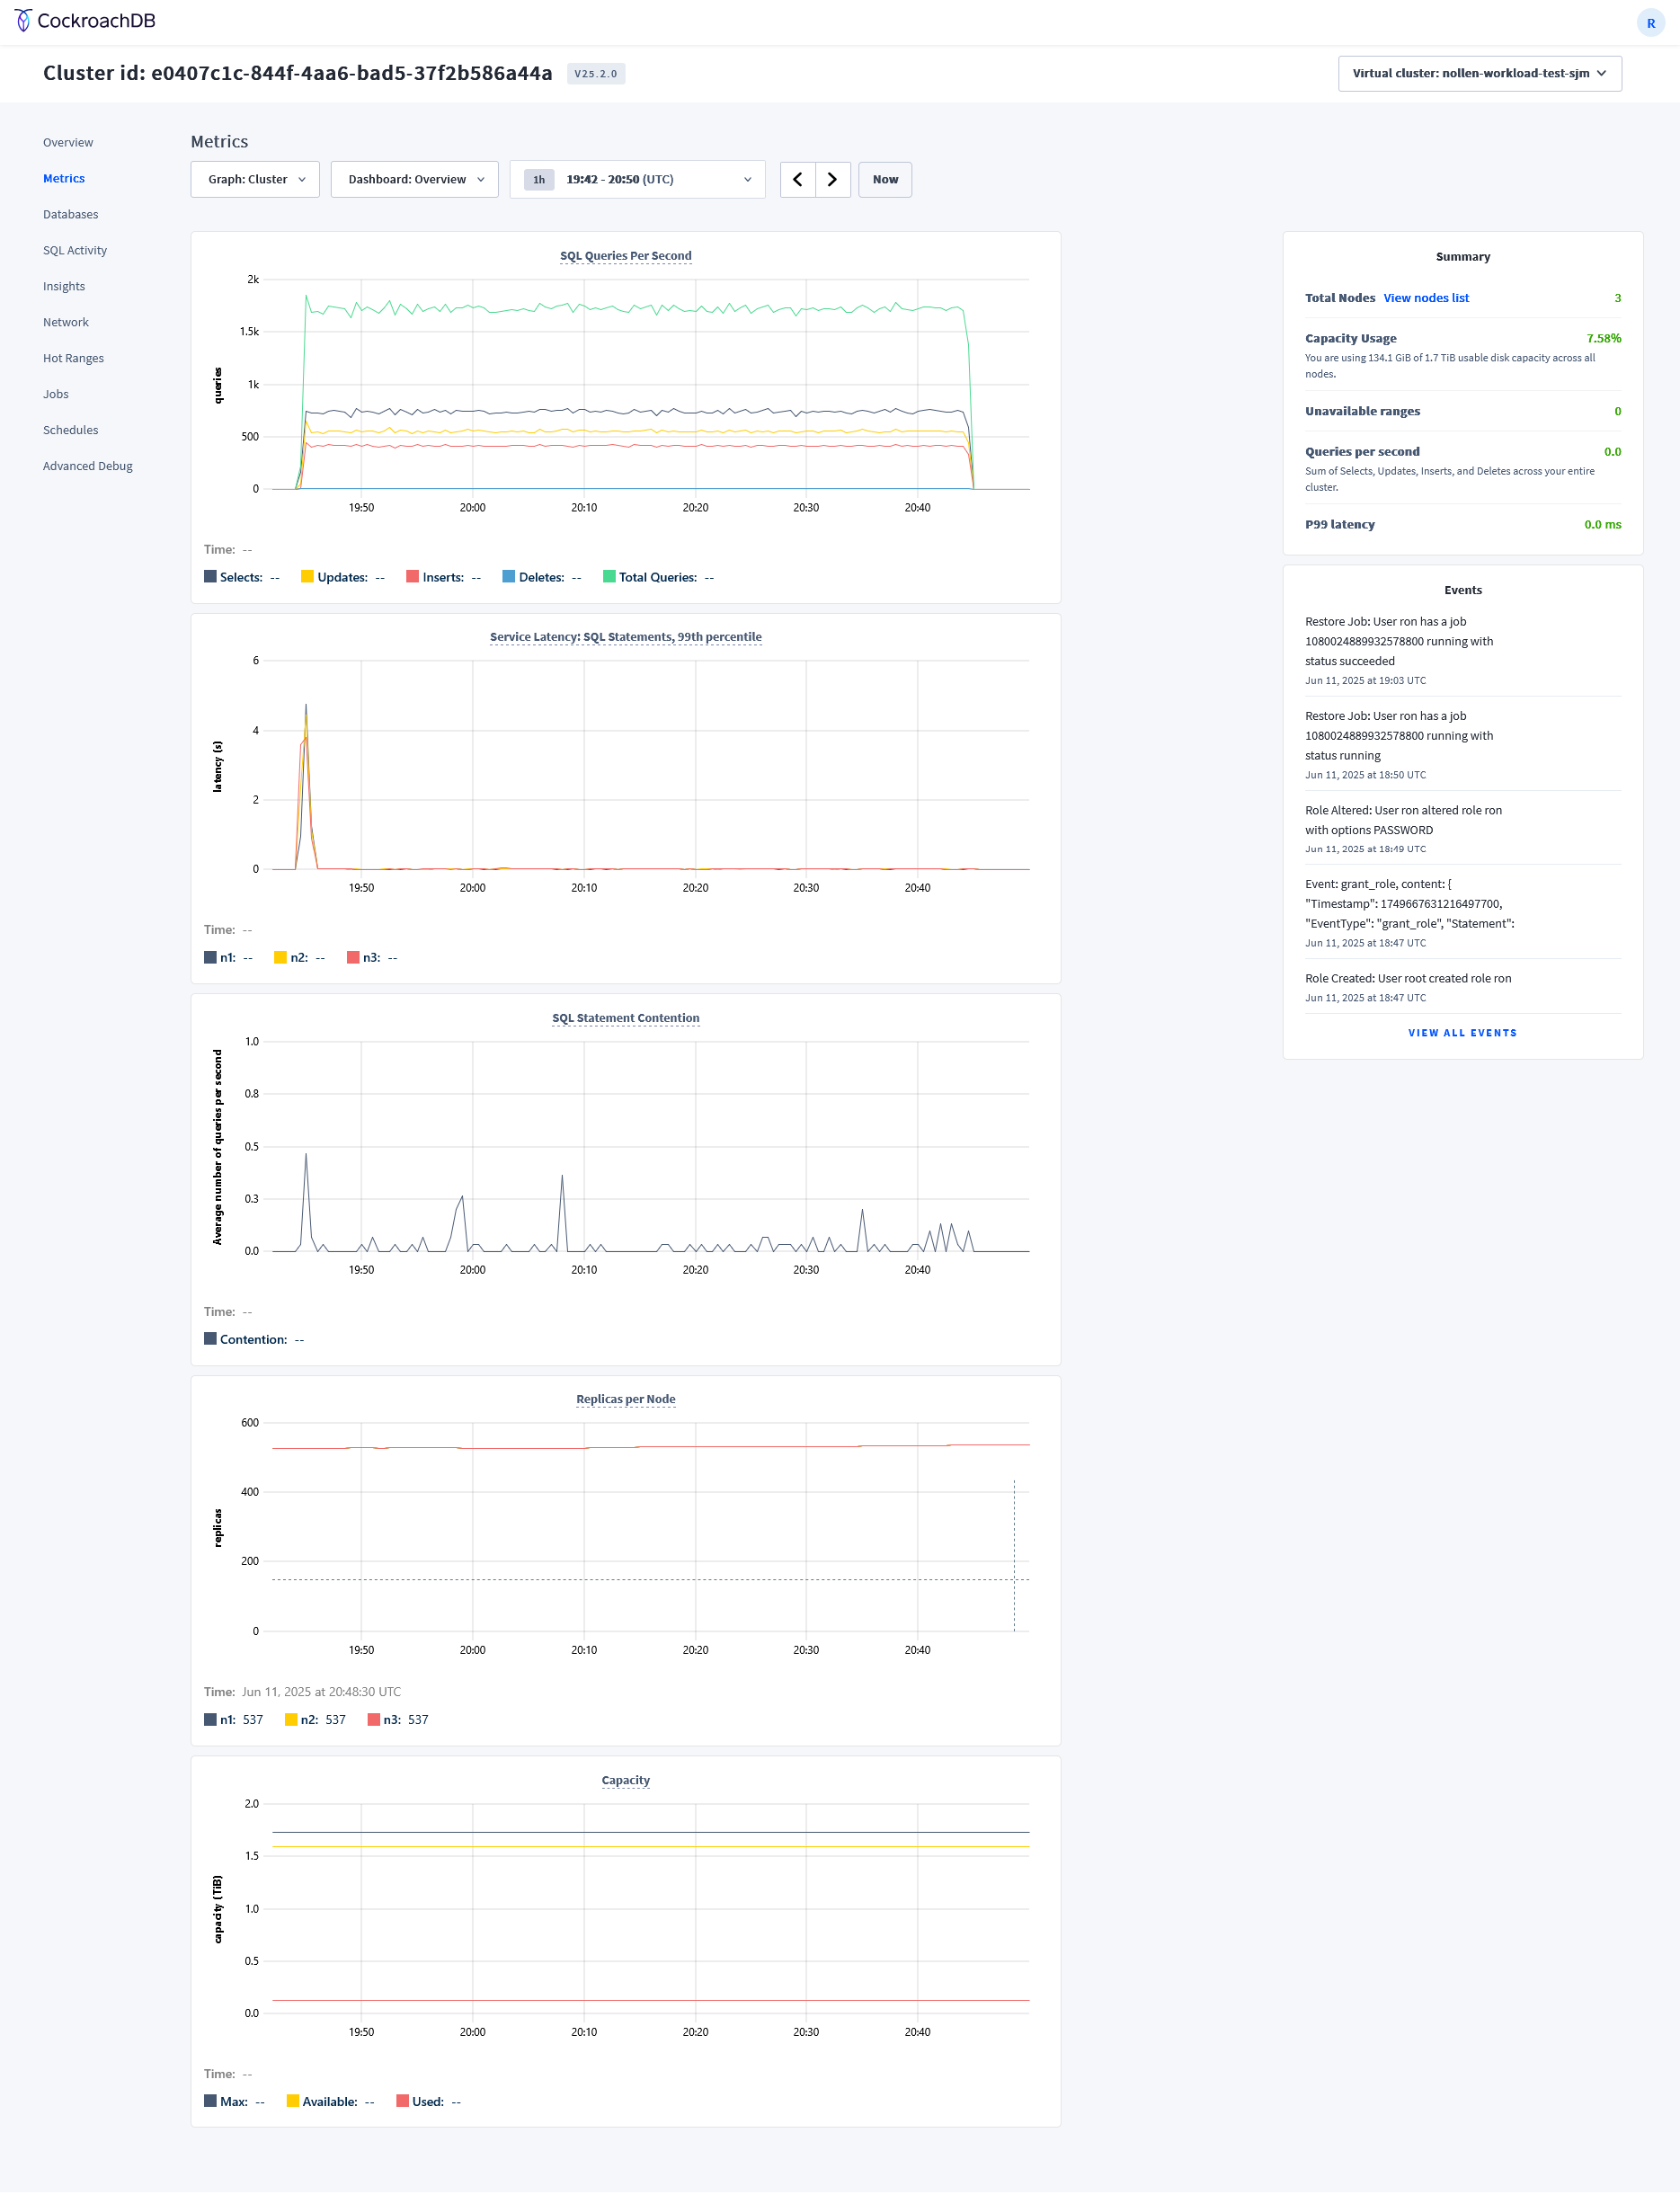 CockroachDB
R
Cluster id: e0407c1c-844f-4aa6-bad5-37f2b586a44a
V25.2.0
Virtual cluster: nollen-workload-test-sjm
Overview
Metrics
Databases
SQL Activity
Insights
Network
Hot Ranges
Jobs
Schedules
Advanced Debug
Metrics
Graph: Cluster
Dashboard: Overview
1h 19:42 - 20:50 (UTC)
Now
SQL Queries Per Second
2k
1.5k
1k
500
0
queries
19:50 20:00 20:10 20:20 20:30 20:40
Time: --
Selects: -- Updates: -- Inserts: -- Deletes: -- Total Queries: --
Service Latency: SQL Statements, 99th percentile
6
4
2
0
latency (s)
19:50 20:00 20:10 20:20 20:30 20:40
Time: --
n1: -- n2: -- n3: --
SQL Statement Contention
1.0
0.8
0.5
0.3
0.0
Average number of queries per second
19:50 20:00 20:10 20:20 20:30 20:40
Time: --
Contention: --
Replicas per Node
600
400
200
0
replicas
19:50 20:00 20:10 20:20 20:30 20:40
Time: Jun 11, 2025 at 20:48:30 UTC
n1: 537 n2: 537 n3: 537
Capacity
2.0
1.5
1.0
0.5
0.0
capacity (TiB)
19:50 20:00 20:10 20:20 20:30 20:40
Time: --
Max: -- Available: -- Used: --
Summary
Total Nodes View nodes list 3
Capacity Usage 7.58%
You are using 134.1 GiB of 1.7 TiB usable disk capacity across all
nodes.
Unavailable ranges 0
Queries per second 0.0
Sum of Selects, Updates, Inserts, and Deletes across your entire
cluster.
P99 latency 0.0 ms
Events
Restore Job: User ron has a job
1080024889932578800 running with
status succeeded
Jun 11, 2025 at 19:03 UTC
Restore Job: User ron has a job
1080024889932578800 running with
status running
Jun 11, 2025 at 18:50 UTC
Role Altered: User ron altered role ron
with options PASSWORD
Jun 11, 2025 at 18:49 UTC
Event: grant_role, content: {
"Timestamp": 1749667631216497700,
"EventType": "grant_role", "Statement":
Jun 11, 2025 at 18:47 UTC
Role Created: User root created role ron
Jun 11, 2025 at 18:47 UTC
VIEW ALL EVENTS